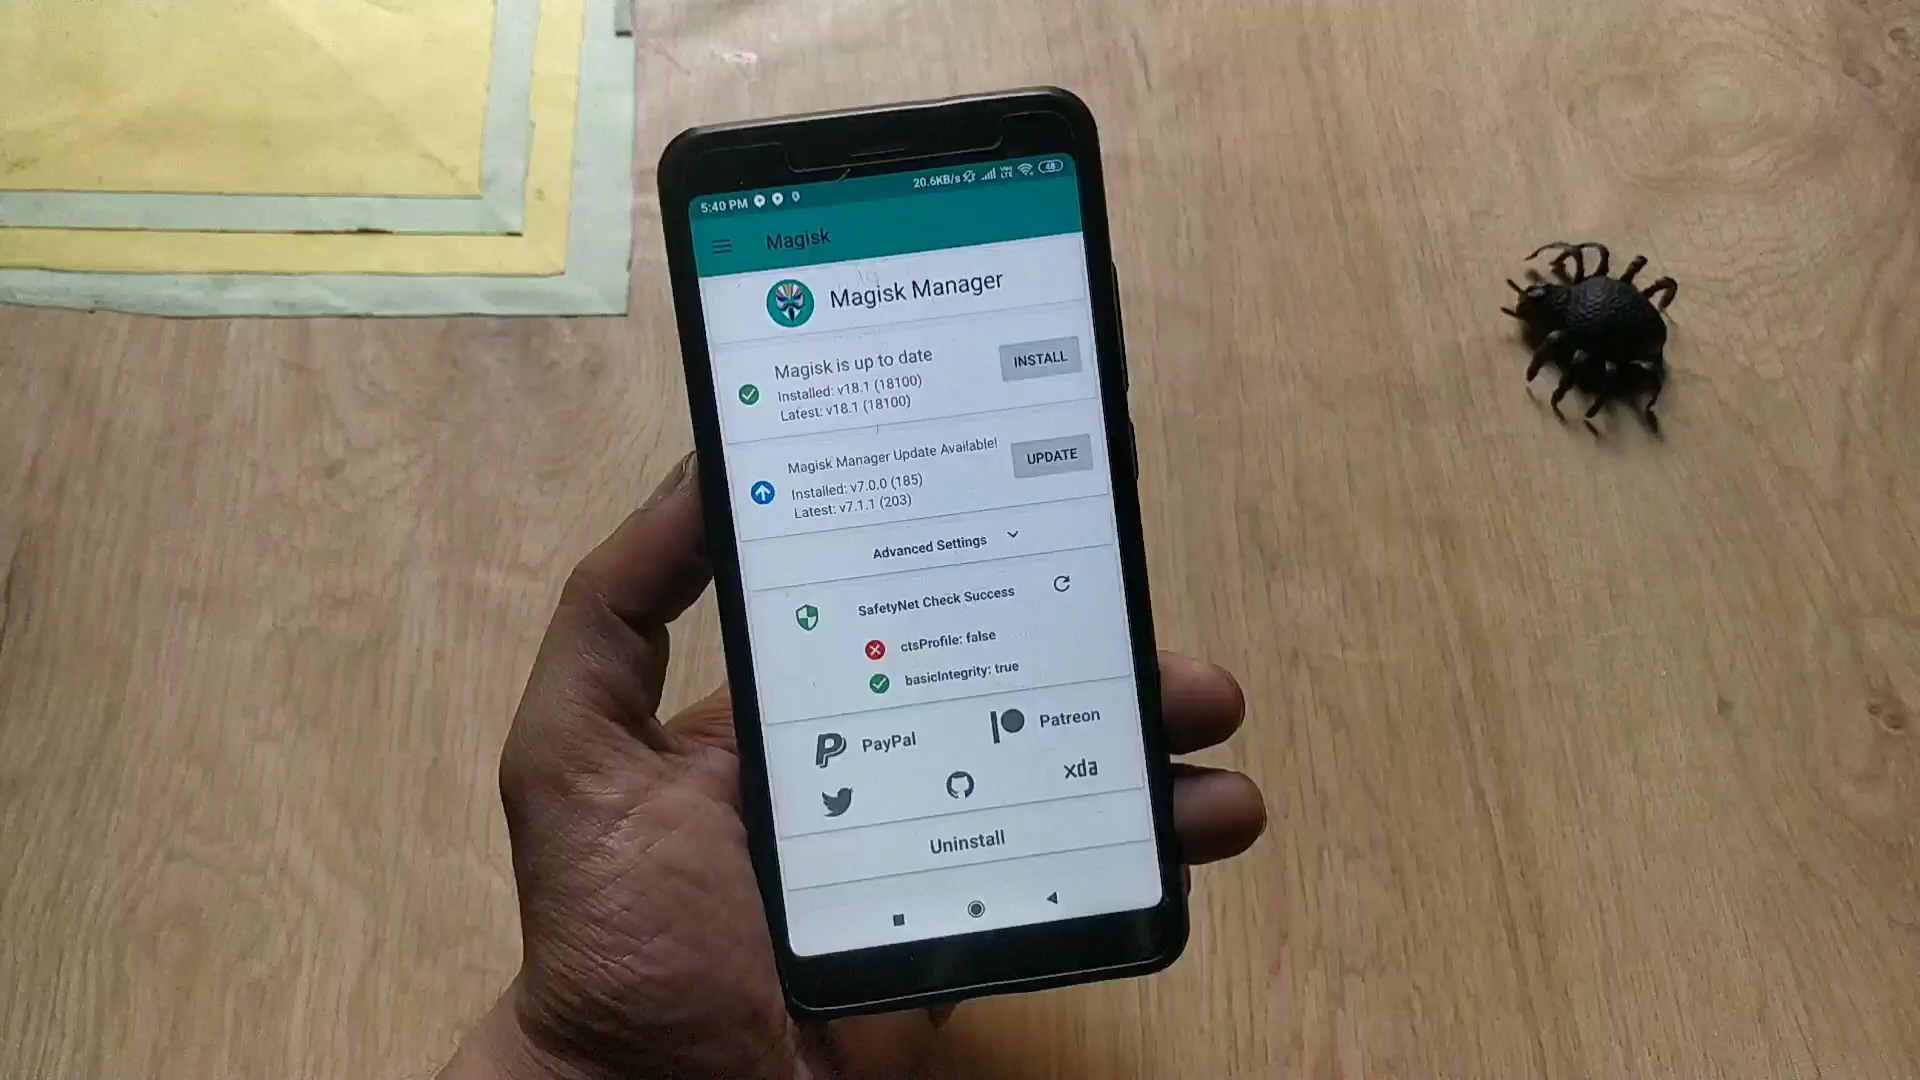 5:40 PM
20.6KB/s
48
Magisk
Magisk Manager
Magisk is up to date
Installed: v18.1 (18100)
Latest: v18.1 (18100)
INSTALL
Magisk Manager Update Available!
Installed: v7.0.0 (185)
Latest: v7.1.1 (203)
UPDATE
Advanced Settings
SafetyNet Check Success
ctsProfile: false
basicIntegrity: true
PayPal
Patreon
xda
Uninstall